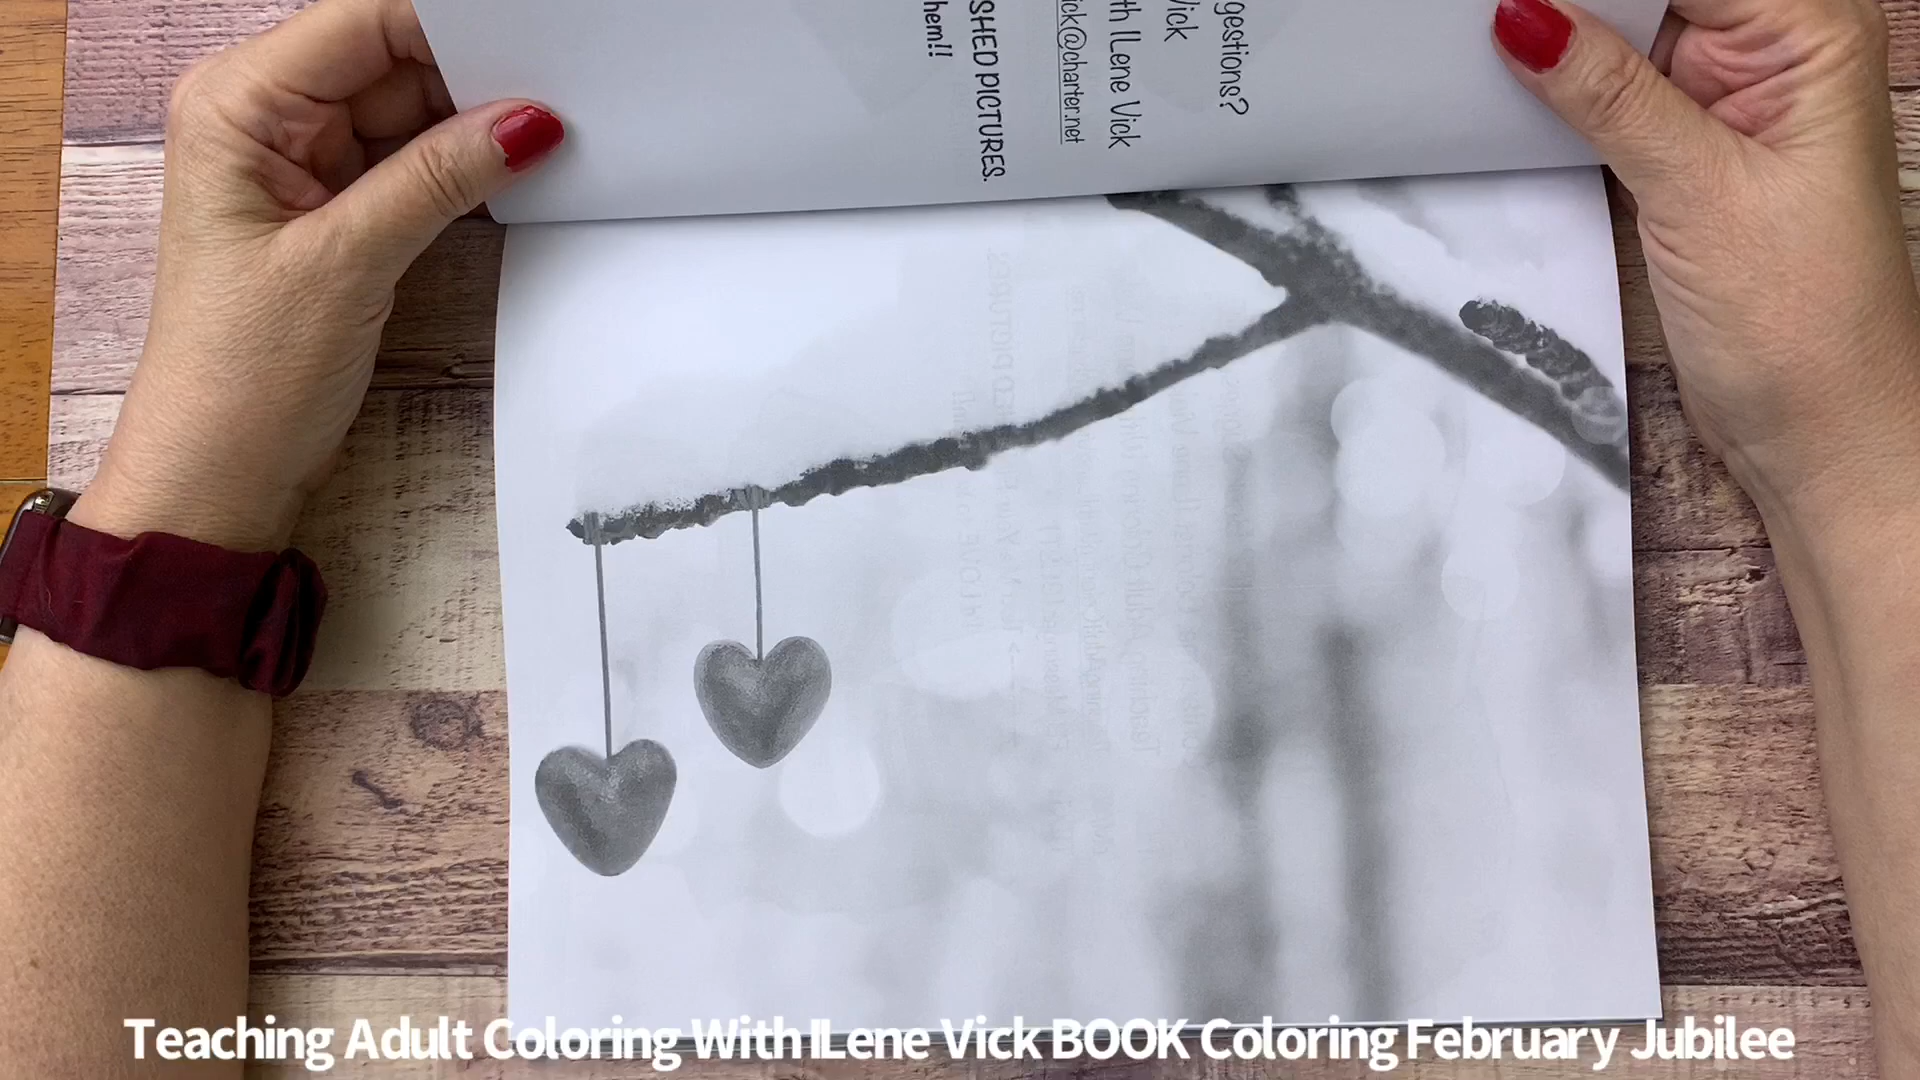 gestions?
Vick
th ILene Vick
ick@charter.net
SHED PICTURES.
hem!!
Teaching Adult Coloring With ILene Vick BOOK Coloring February Jubilee